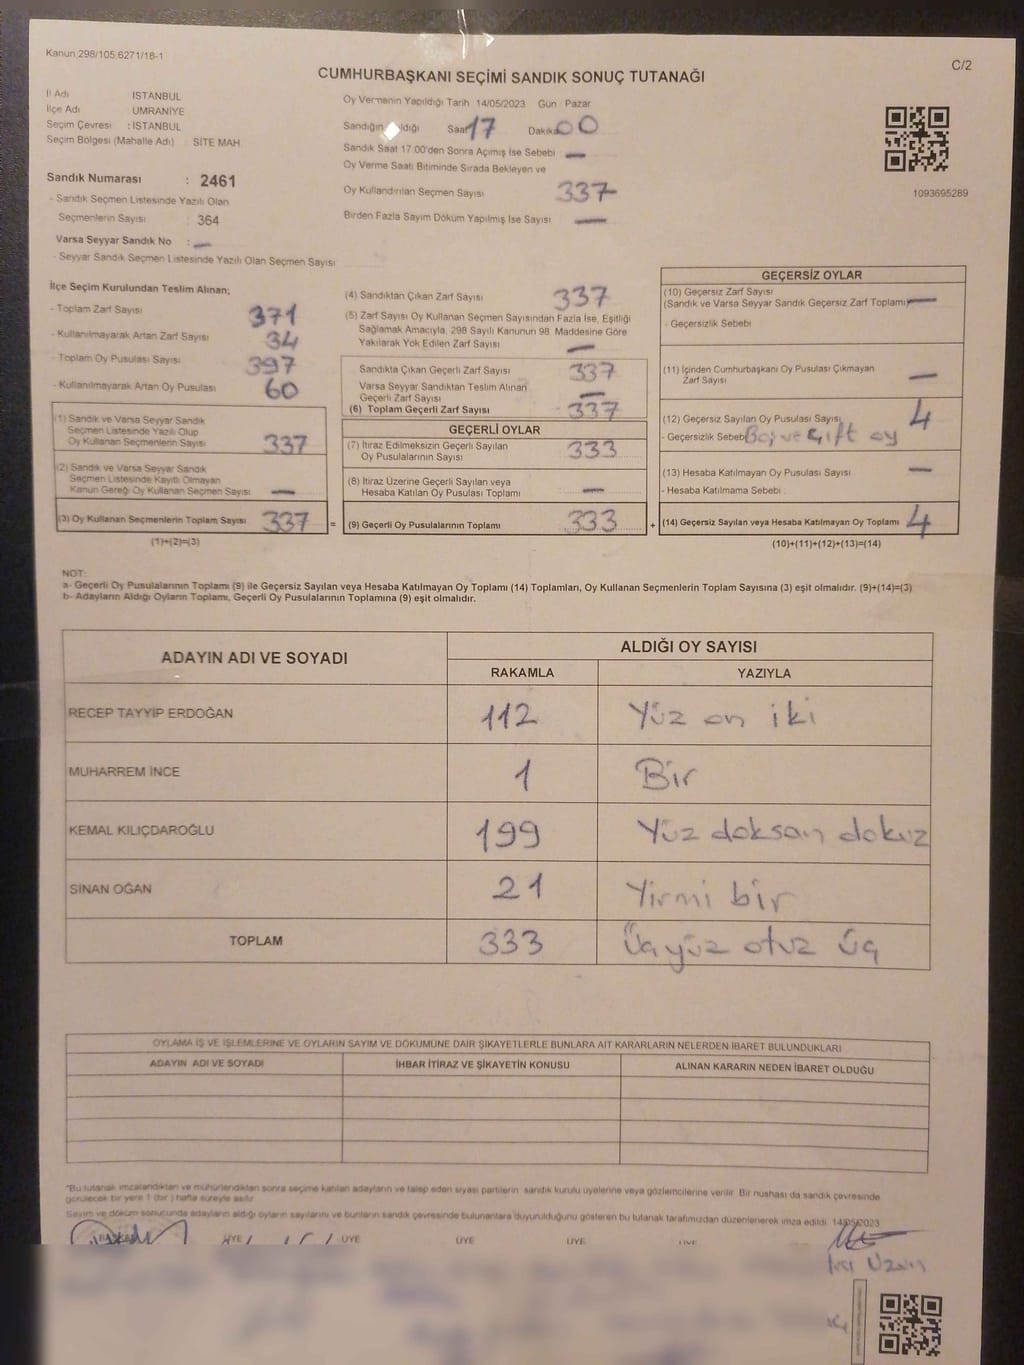 Kanun 298/105 6271/18-1
C/2
CUMHURBAŞKANI SEÇİMİ SANDIK SONUÇ TUTANAĞI
İl Adı İSTANBUL
İlçe Adı ÜMRANİYE
Seçim Çevresi : İSTANBUL
Seçim Bölgesi (Mahalle Adı) SİTE MAH
Sandık Numarası : 2461
- Sandık Seçmen Listesinde Yazılı Olan
Seçmenlerin Sayısı : 364
Varsa Seyyar Sandık No : —
- Seyyar Sandık Seçmen Listesinde Yazılı Olan Seçmen Sayısı
Oy Vermenin Yapıldığı Tarih 14/05/2023 Gün Pazar
Sandığın ldığı Saat 17 Dakika 00
Sandık Saat 17.00'den Sonra Açılmış İse Sebebi —
Oy Verme Saati Bitiminde Sırada Bekleyen ve
Oy Kullandırılan Seçmen Sayısı 337
Birden Fazla Sayım Döküm Yapılmış İse Sayısı —
1093695289
İlçe Seçim Kurulundan Teslim Alınan;
- Toplam Zarf Sayısı 371
- Kullanılmayarak Artan Zarf Sayısı 34
- Toplam Oy Pusulası Sayısı 397
- Kullanılmayarak Artan Oy Pusulası 60
(1) Sandık ve Varsa Seyyar Sandık
Seçmen Listesinde Yazılı Olup
Oy Kullanan Seçmenlerin Sayısı 337
(2) Sandık ve Varsa Seyyar Sandık
Seçmen Listesinde Kayıtlı Olmayan
Kanun Gereği Oy Kullanan Seçmen Sayısı —
(3) Oy Kullanan Seçmenlerin Toplam Sayısı 337 =
(1)+(2)=(3)
(4) Sandıktan Çıkan Zarf Sayısı 337
(5) Zarf Sayısı Oy Kullanan Seçmen Sayısından Fazla İse, Eşitliği
Sağlamak Amacıyla, 298 Sayılı Kanunun 98. Maddesine Göre
Yakılarak Yok Edilen Zarf Sayısı —
Sandıkta Çıkan Geçerli Zarf Sayısı 337
Varsa Seyyar Sandıktan Teslim Alınan
Geçerli Zarf Sayısı —
(6) Toplam Geçerli Zarf Sayısı 337
GEÇERLİ OYLAR
(7) İtiraz Edilmeksizin Geçerli Sayılan
Oy Pusulalarının Sayısı 333
(8) İtiraz Üzerine Geçerli Sayılan veya
Hesaba Katılan Oy Pusulası Toplamı —
(9) Geçerli Oy Pusulalarının Toplamı 333 +
GEÇERSİZ OYLAR
(10) Geçersiz Zarf Sayısı
(Sandık ve Varsa Seyyar Sandık Geçersiz Zarf Toplamı) —
- Geçersizlik Sebebi
(11) İçinden Cumhurbaşkanı Oy Pusulası Çıkmayan
Zarf Sayısı —
(12) Geçersiz Sayılan Oy Pusulası Sayısı 4
- Geçersizlik Sebebi Boş ve Çift oy
(13) Hesaba Katılmayan Oy Pusulası Sayısı —
- Hesaba Katılmama Sebebi
(14) Geçersiz Sayılan veya Hesaba Katılmayan Oy Toplamı 4
(10)+(11)+(12)+(13)=(14)
NOT:
a- Geçerli Oy Pusulalarının Toplamı (9) ile Geçersiz Sayılan veya Hesaba Katılmayan Oy Toplamı (14) Toplamları, Oy Kullanan Seçmenlerin Toplam Sayısına (3) eşit olmalıdır. (9)+(14)=(3)
b- Adayların Aldığı Oyların Toplamı, Geçerli Oy Pusulalarının Toplamına (9) eşit olmalıdır.
ADAYIN ADI VE SOYADI ALDIĞI OY SAYISI
RAKAMLA YAZIYLA
RECEP TAYYİP ERDOĞAN 112 Yüz on iki
MUHARREM İNCE 1 Bir
KEMAL KILIÇDAROĞLU 199 Yüz doksan dokuz
SİNAN OĞAN 21 Yirmi bir
TOPLAM 333 Üçyüz otuz üç
OYLAMA İŞ VE İŞLEMLERİNE VE OYLARIN SAYIM VE DÖKÜMÜNE DAİR ŞİKAYETLERLE BUNLARA AİT KARARLARIN NELERDEN İBARET BULUNDUKLARI
ADAYIN ADI VE SOYADI İHBAR İTİRAZ VE ŞİKAYETİN KONUSU ALINAN KARARIN NEDEN İBARET OLDUĞU
*Bu tutanak imzalandıktan ve mühürlendikten sonra seçime katılan adayların ve talep eden siyasi partilerin sandık kurulu üyelerine veya gözlemcilerine verilir. Bir nüshası da sandık çevresinde
görülecek bir yere 1 (bir) hafta süreyle asılır
Sayım ve döküm sonucunda adayların aldığı oyların sayılarını ve bunların sandık çevresinde bulunanlara duyurulduğunu gösteren bu tutanak tarafımızdan düzenlenerek imza edildi. 14/05/2023
BAŞKAN ÜYE ÜYE ÜYE ÜYE ÜYE